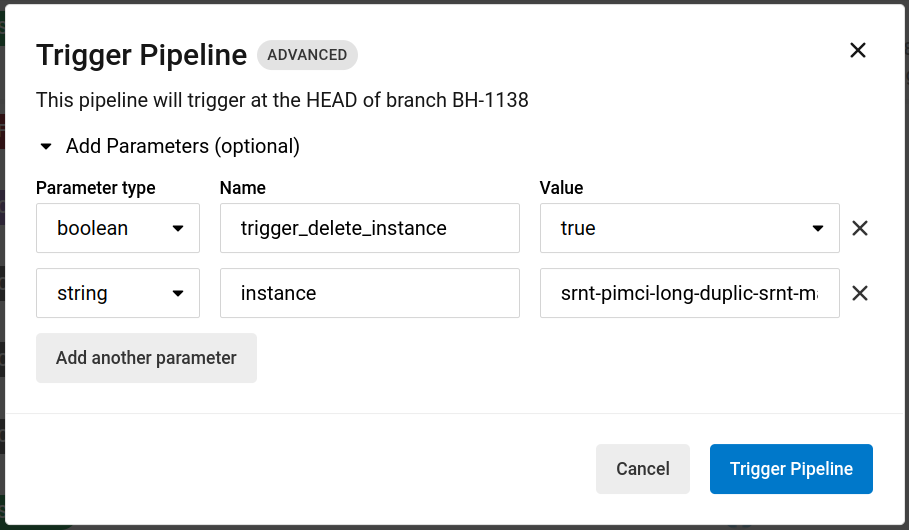 Trigger Pipeline ADVANCED
This pipeline will trigger at the HEAD of branch BH-1138
Add Parameters (optional)
Parameter type Name Value
boolean trigger_delete_instance true
string instance srnt-pimci-long-duplic-srnt-m
Add another parameter
Cancel Trigger Pipeline